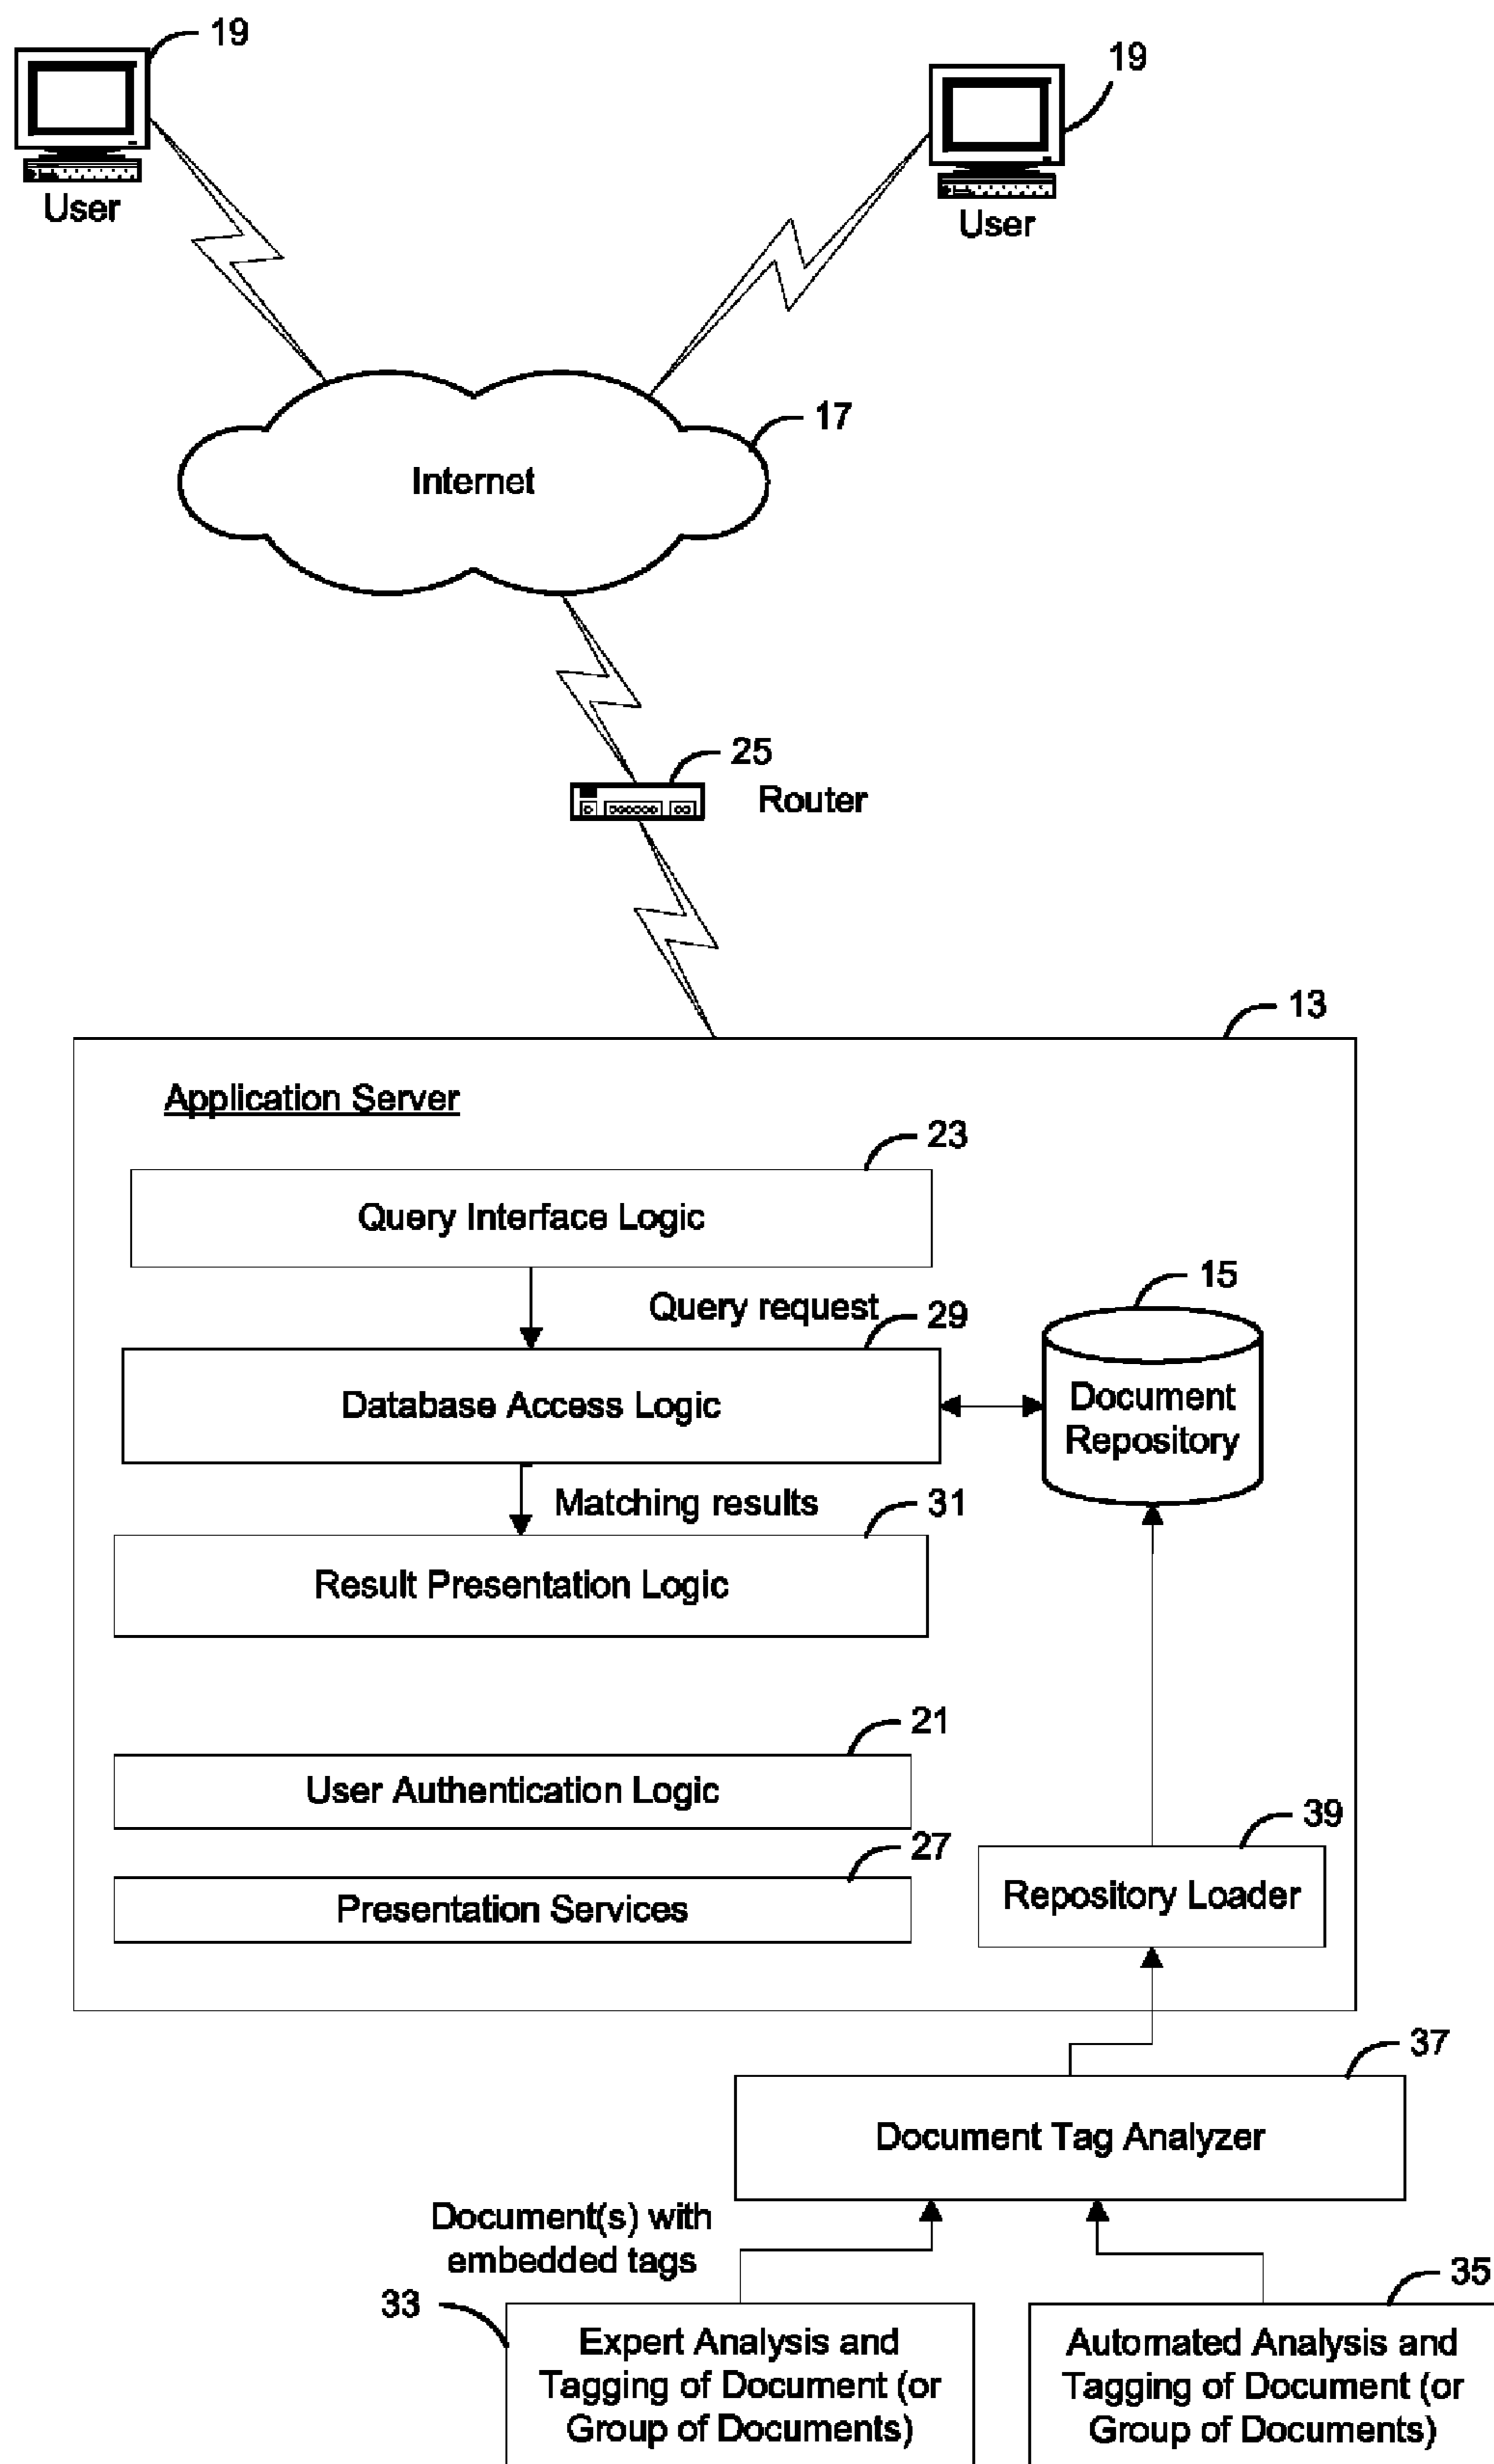 19
19
User
User
17
Internet
25
Router
13
Application Server
23
Query Interface Logic
15
Query request
29
Document
Repository
Database Access Logic
Matching results
31
Result Presentation Logic
21
User Authentication Logic
39
27
Repository Loader
Presentation Services
37
Document Tag Analyzer
Document(s) with
embedded tags
33
35
Expert Analysis and
Tagging of Document (or
Group of Documents)
Automated Analysis and
Tagging of Document (or
Group of Documents)